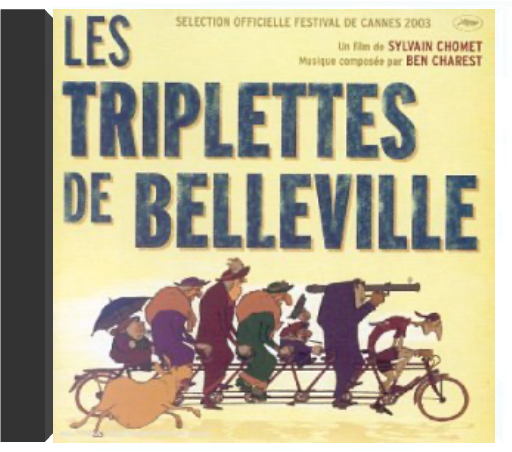 SELECTION OFFICIELLE FESTIVAL DE CANNES 2003
Un film de SYLVAIN CHOMET
Musique composée par BEN CHAREST
LES
TRIPLETTES
DE BELLEVILLE